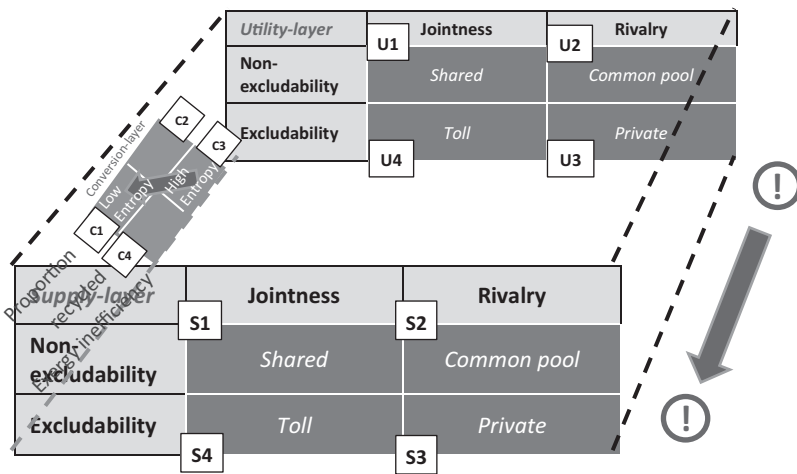 Utility-layer
U1
Jointness
U2
Rivalry
Non-
excludability
Shared
Common pool
Excludability
Toll
Private
U4
U3
Conversion-layer
C2
C3
Low
Entropy
High
Entropy
C1
C4
Proportion
recycled
Exergy inefficiency
Supply-layer
S1
Jointness
S2
Rivalry
Non-
excludability
Shared
Common pool
Excludability
Toll
Private
S4
S3
!
!